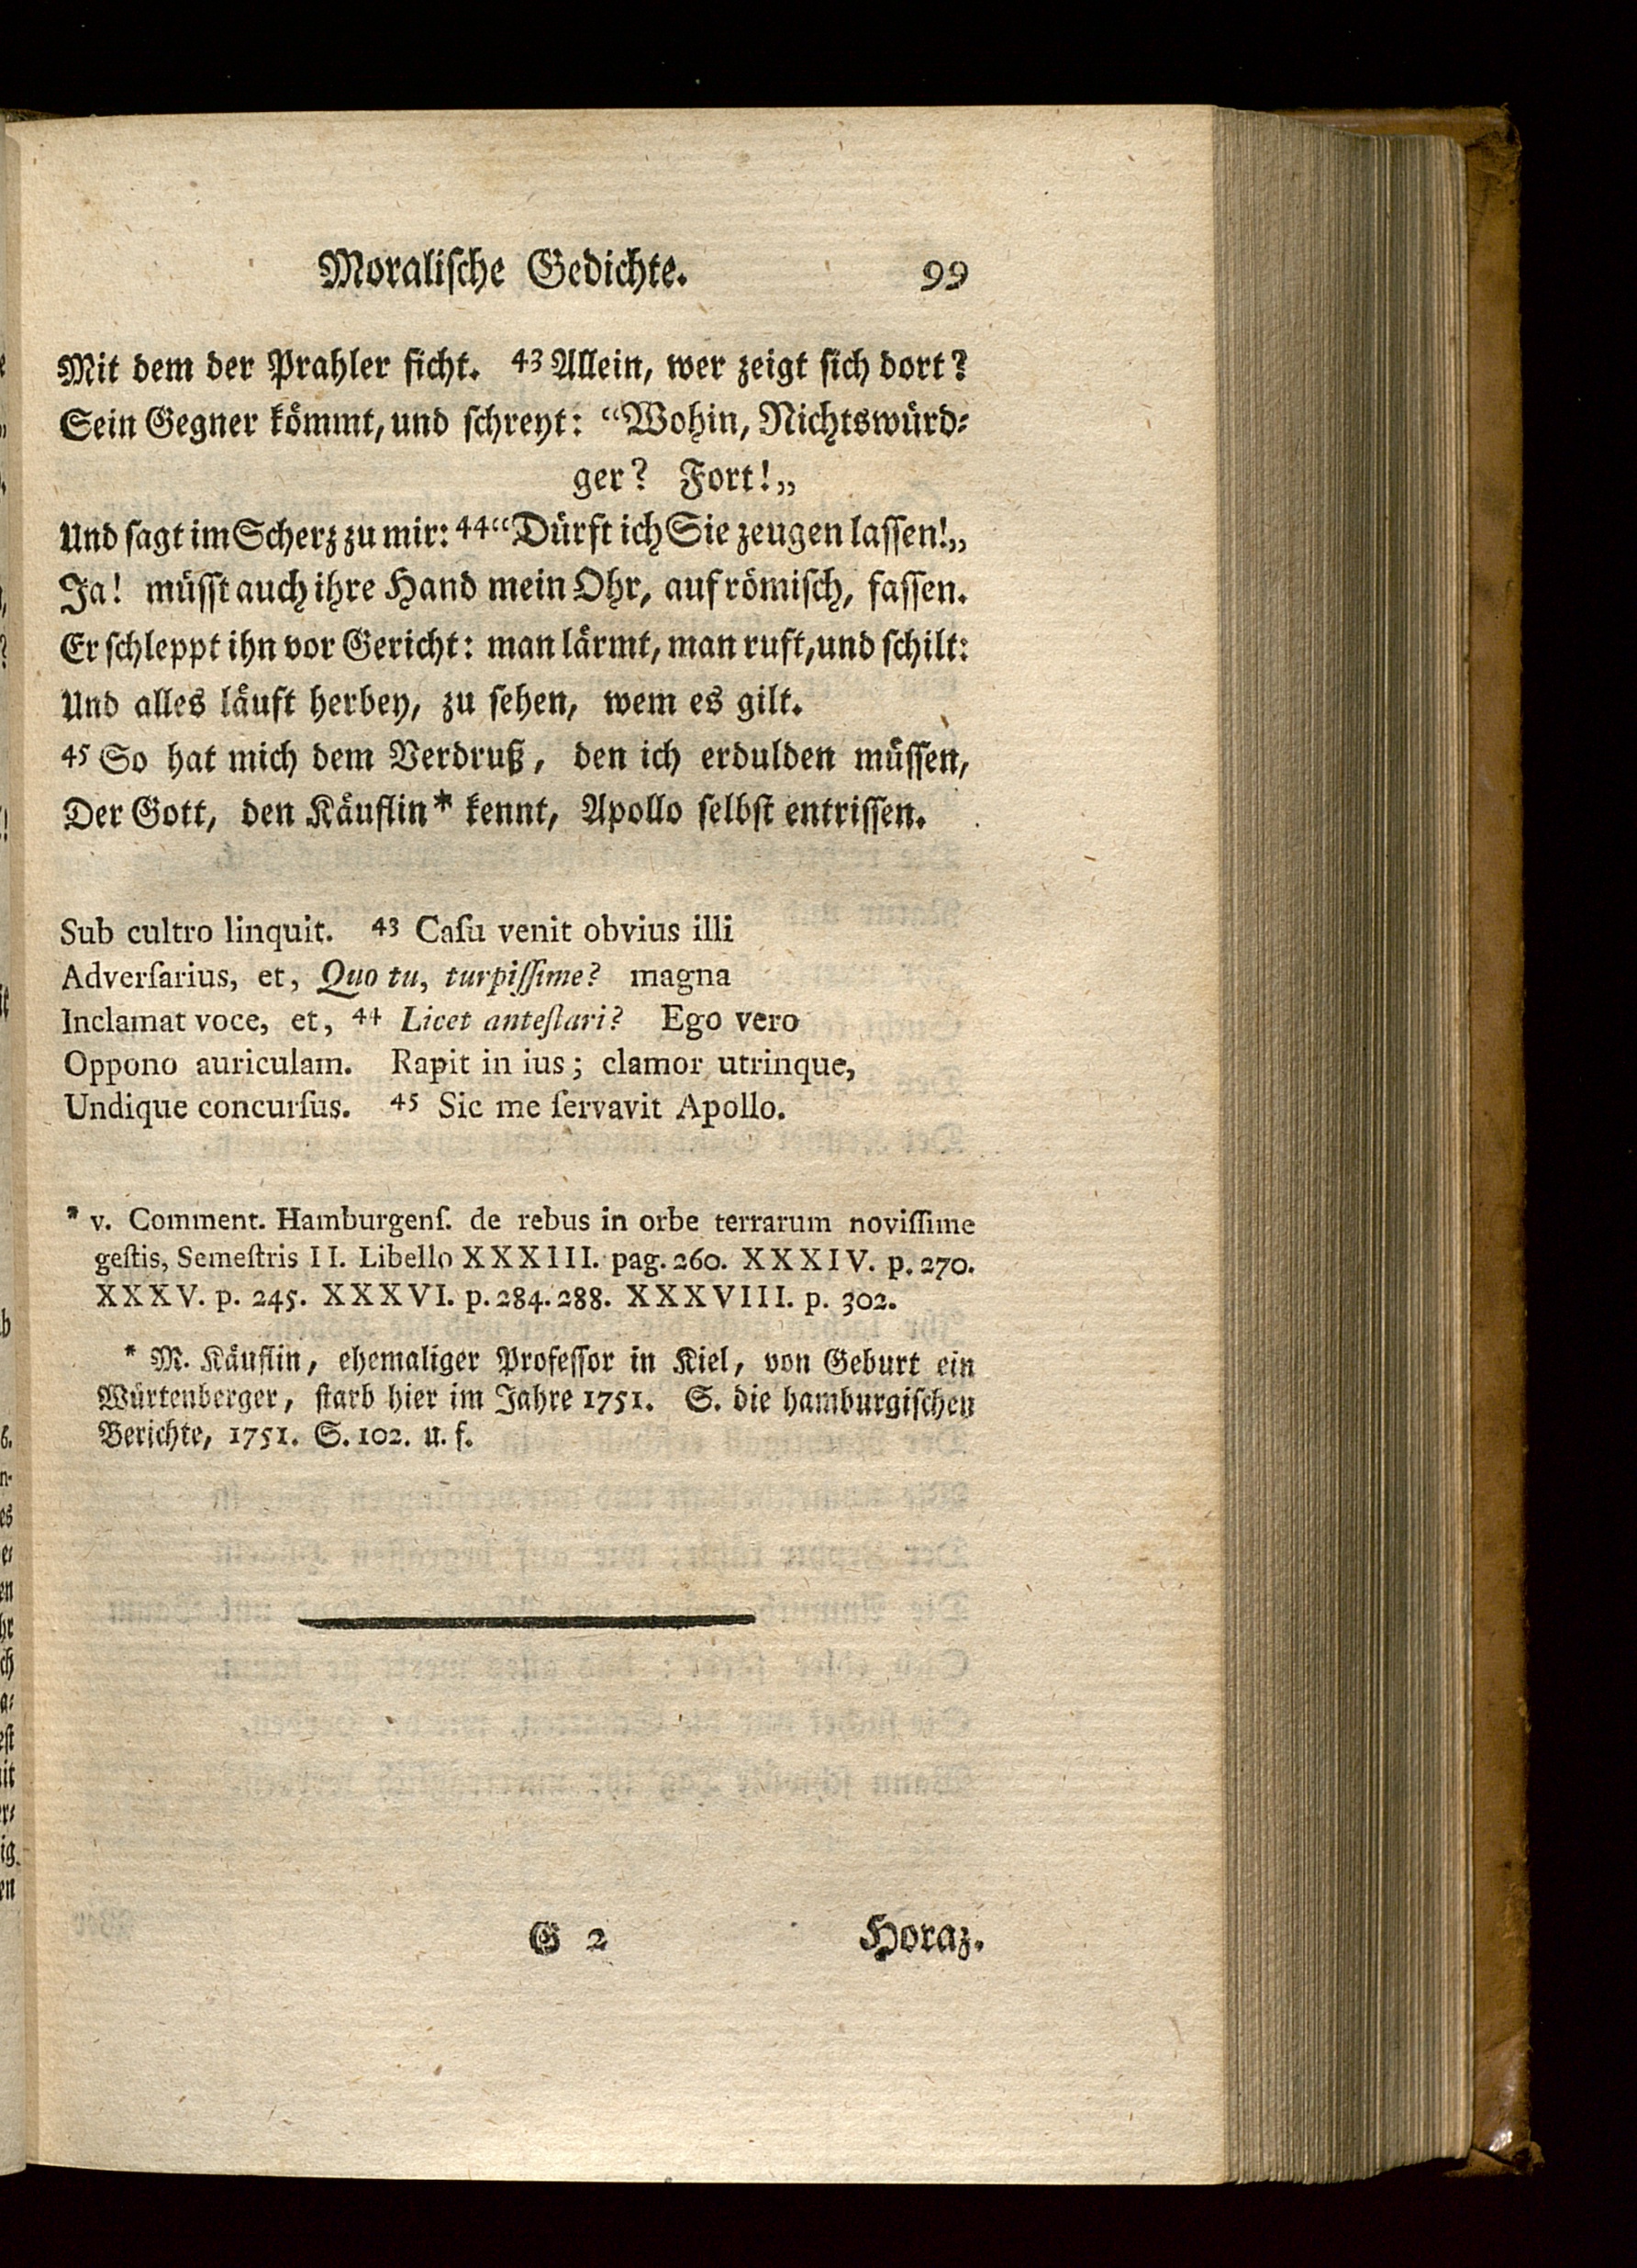 Moraliſche Gedichte. 99
Mit dem der Prahler ficht. 43 Allein, wer zeigt ſich dort?
Sein Gegner kömmt, und ſchreyt: “Wohin, Nichtswürd-
ger? Fort!„
Und ſagt im Scherz zu mir: 44 “Dürft ich Sie zeugen laſſen!„
Ja! müſst auch ihre Hand mein Ohr, auf römiſch, faſſen.
Er ſchleppt ihn vor Gericht: man lärmt, man ruft, und ſchilt:
Und alles läuft herbey, zu ſehen, wem es gilt.
45 So hat mich dem Verdruß, den ich erdulden müſſen,
Der Gott, den Käuflin* kennt, Apollo ſelbſt entriſſen.
Sub cultro linquit. 43 Caſu venit obvius illi
Adverſarius, et, Quo tu, turpiſſime? magna
Inclamat voce, et, 44 Licet anteſtari? Ego vero
Oppono auriculam. Rapit in ius; clamor utrinque,
Undique concurſus. 45 Sic me ſervavit Apollo.
* v. Comment. Hamburgenſ. de rebus in orbe terrarum noviſſime
geſtis, Semeſtris II. Libello XXXIII. pag. 260. XXXIV. p. 270.
XXXV. p. 245. XXXVI. p. 284. 288. XXXVIII. p. 302.
* M. Käuflin, ehemaliger Profeſſor in Kiel, von Geburt ein
Würtenberger, ſtarb hier im Jahre 1751. S. die hamburgiſchen
Berichte, 1751. S. 102. u. f.
G 2 Horaz.